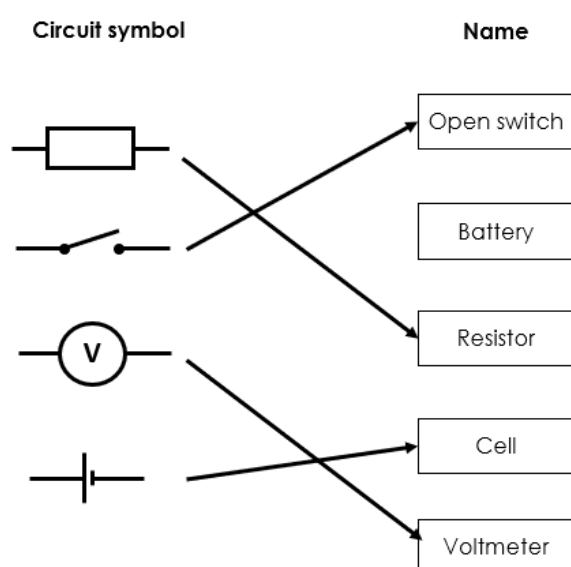 Circuit symbol
Name
Open switch
Battery
Resistor
V
Cell
Voltmeter